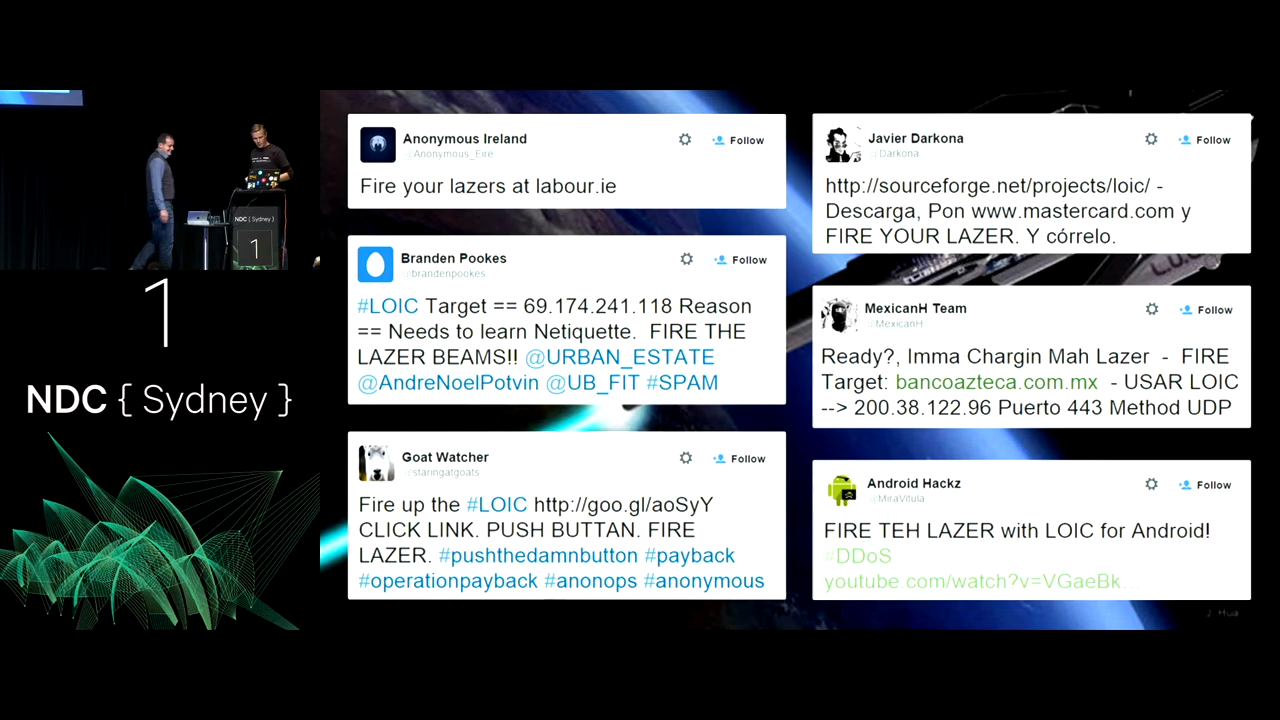 Anonymous Ireland
@Anonymous_Eire
Follow
Fire your lazers at labour.ie
Branden Pookes
@brandenpookes
Follow
#LOIC Target == 69.174.241.118 Reason
== Needs to learn Netiquette. FIRE THE
LAZER BEAMS!! @URBAN_ESTATE
@AndreNoelPotvin @UB_FIT #SPAM
Goat Watcher
@staringatgoats
Follow
Fire up the #LOIC http://goo.gl/aoSyY
CLICK LINK. PUSH BUTTAN. FIRE
LAZER. #pushthedamnbutton #payback
#operationpayback #anonops #anonymous
Javier Darkona
@Darkona
Follow
http://sourceforge.net/projects/loic/ -
Descarga, Pon www.mastercard.com y
FIRE YOUR LAZER. Y córrelo.
MexicanH Team
@MexicanH
Follow
Ready?, Imma Chargin Mah Lazer - FIRE
Target: bancoazteca.com.mx - USAR LOIC
--> 200.38.122.96 Puerto 443 Method UDP
Android Hackz
@MiraVitula
Follow
FIRE TEH LAZER with LOIC for Android!
#DDoS
youtube.com/watch?v=VGaeBk…
J. Hua
NDC { Sydney }
1
1
NDC { Sydney }